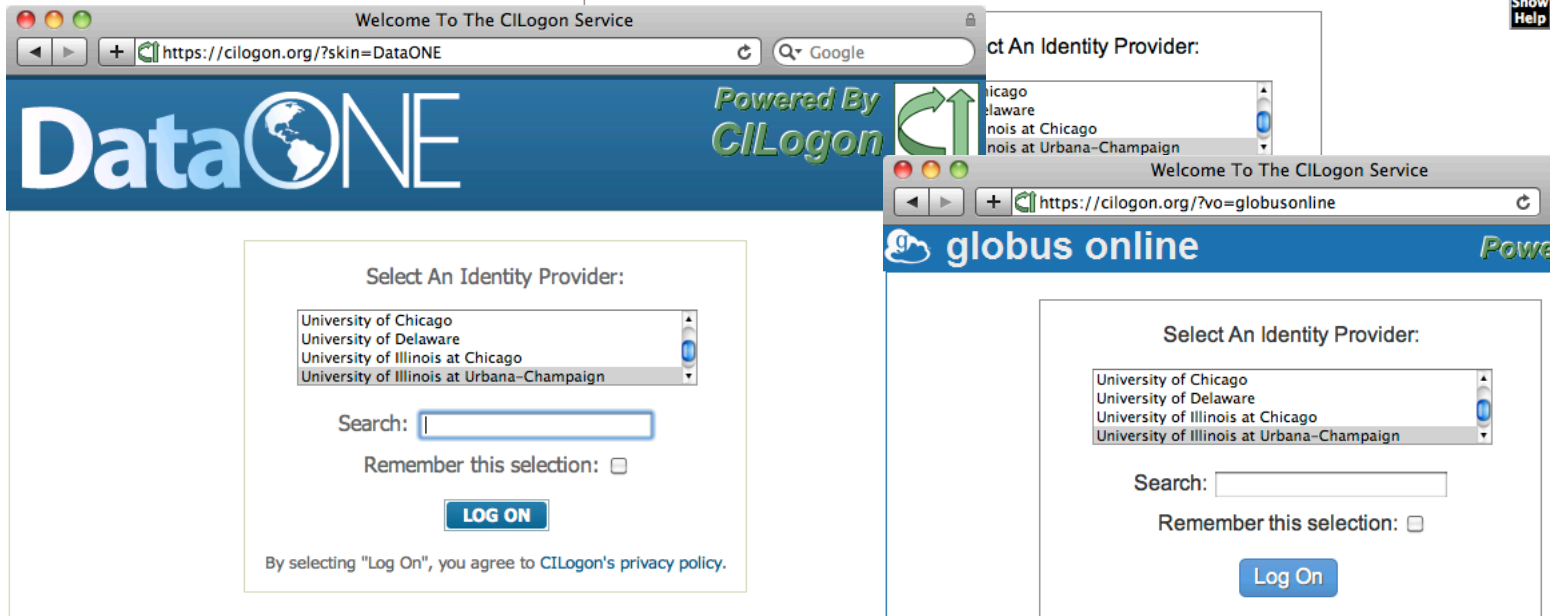 Welcome To The CILogon Service
https://cilogon.org/?skin=DataONE
Google
DataONE
Powered By
CILogon
Select An Identity Provider:
University of Chicago
University of Delaware
University of Illinois at Chicago
University of Illinois at Urbana-Champaign
Search:
Remember this selection:
LOG ON
By selecting "Log On", you agree to CILogon's privacy policy.
Show
Help
ct An Identity Provider:
hicago
elaware
inois at Chicago
inois at Urbana-Champaign
Welcome To The CILogon Service
https://cilogon.org/?vo=globusonline
g globus online
Powe
Select An Identity Provider:
University of Chicago
University of Delaware
University of Illinois at Chicago
University of Illinois at Urbana-Champaign
Search:
Remember this selection:
Log On